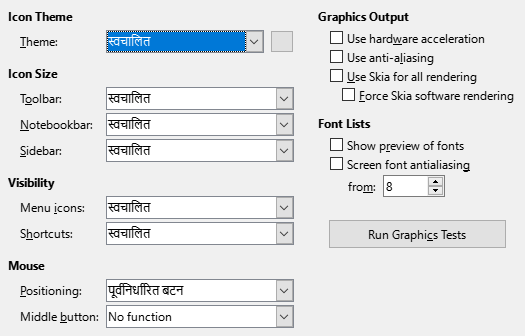 Icon Theme
Theme: स्वचालित
Icon Size
Toolbar: स्वचालित
Notebookbar: स्वचालित
Sidebar: स्वचालित
Visibility
Menu icons: स्वचालित
Shortcuts: स्वचालित
Mouse
Positioning: पूर्वनिर्धारित बटन
Middle button: No function
Graphics Output
Use hardware acceleration
Use anti-aliasing
Use Skia for all rendering
Force Skia software rendering
Font Lists
Show preview of fonts
Screen font antialiasing
from: 8
Run Graphics Tests